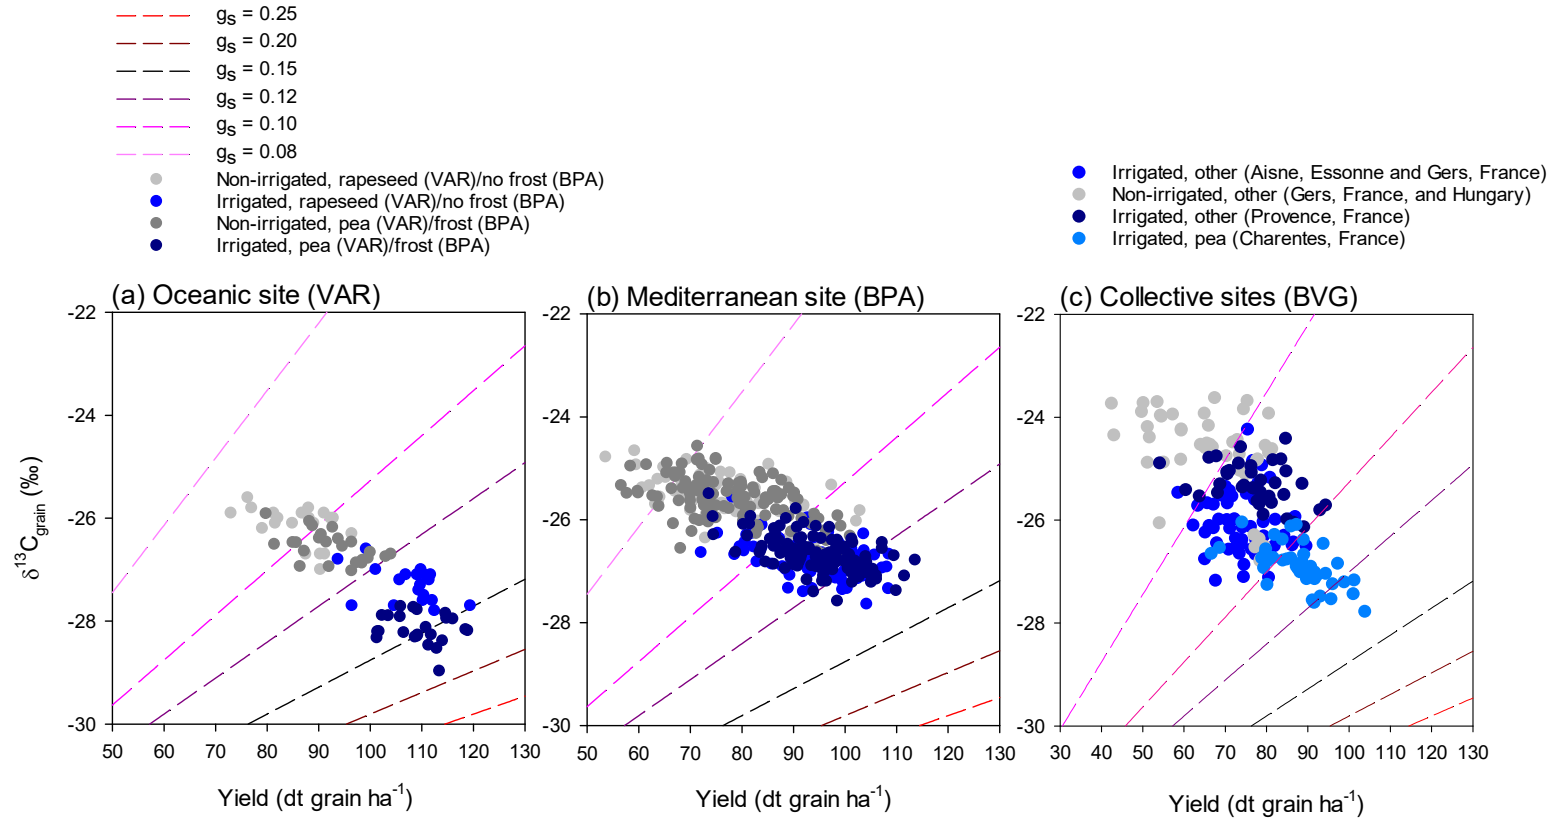 gs = 0.25
gs = 0.20
gs = 0.15
gs = 0.12
gs = 0.10
gs = 0.08
Non-irrigated, rapeseed (VAR)/no frost (BPA)
Irrigated, rapeseed (VAR)/no frost (BPA)
Non-irrigated, pea (VAR)/frost (BPA)
Irrigated, pea (VAR)/frost (BPA)
Irrigated, other (Aisne, Essonne and Gers, France)
Non-irrigated, other (Gers, France, and Hungary)
Irrigated, other (Provence, France)
Irrigated, pea (Charentes, France)
(a) Oceanic site (VAR)
-22
-24
-26
-28
-30
50 60 70 80 90 100 110 120 130
δ13Cgrain (‰)
Yield (dt grain ha-1)
(b) Mediterranean site (BPA)
-22
-24
-26
-28
-30
50 60 70 80 90 100 110 120 130
Yield (dt grain ha-1)
(c) Collective sites (BVG)
-22
-24
-26
-28
-30
30 40 50 60 70 80 90 100 110 120 130
Yield (dt grain ha-1)